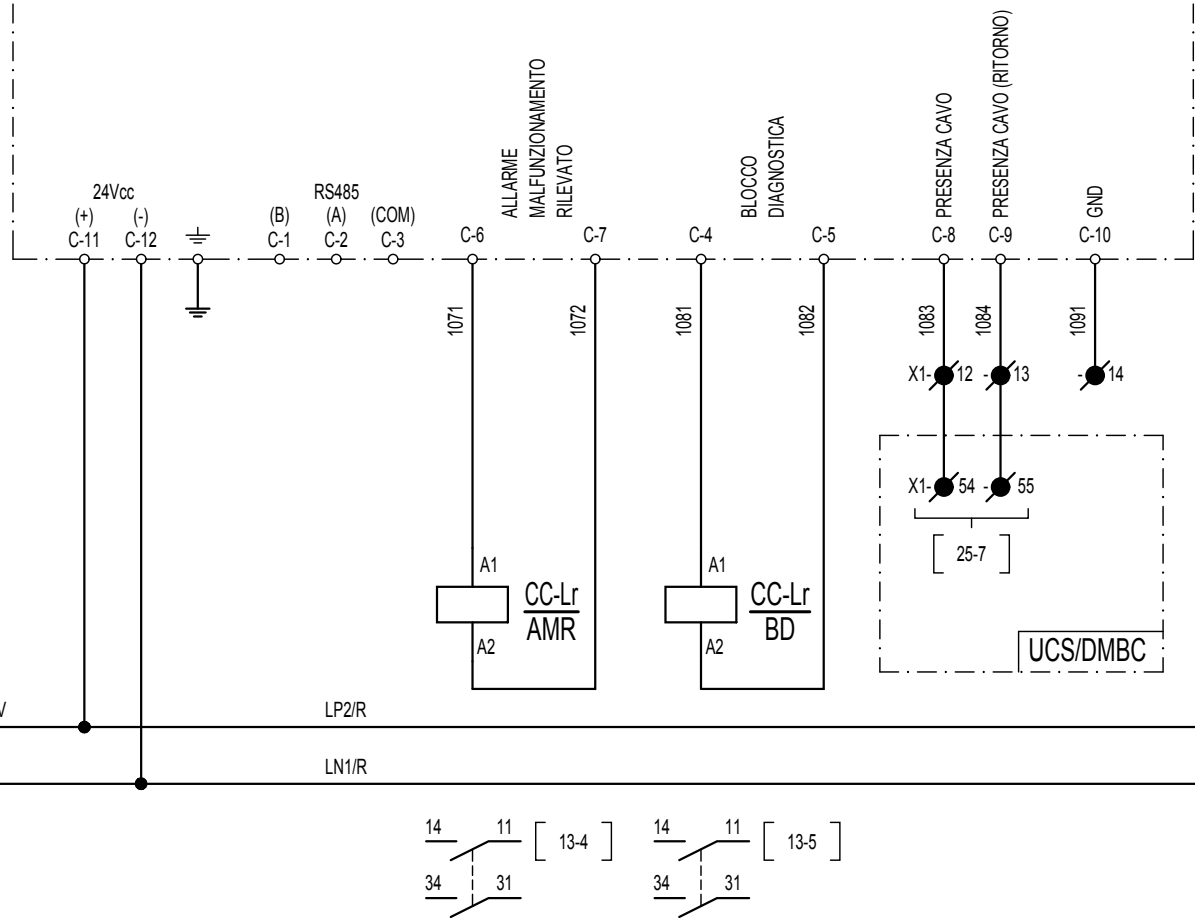 ALLARME
MALFUNZIONAMENTO
RILEVATO
BLOCCO
DIAGNOSTICA
PRESENZA CAVO
PRESENZA CAVO (RITORNO)
GND
24Vcc
RS485
(+) (-) (B) (A) (COM)
C-11 C-12 C-1 C-2 C-3 C-6 C-7 C-4 C-5 C-8 C-9 C-10
1071 1072 1081 1082 1083 1084 1091
X1- 12 - 13 - 14
X1- 54 - 55
25-7
A1 A1
CC-Lr CC-Lr
AMR BD
A2 A2
UCS/DMBC
V LP2/R
LN1/R
14 11 13-4 14 11 13-5
34 31 34 31